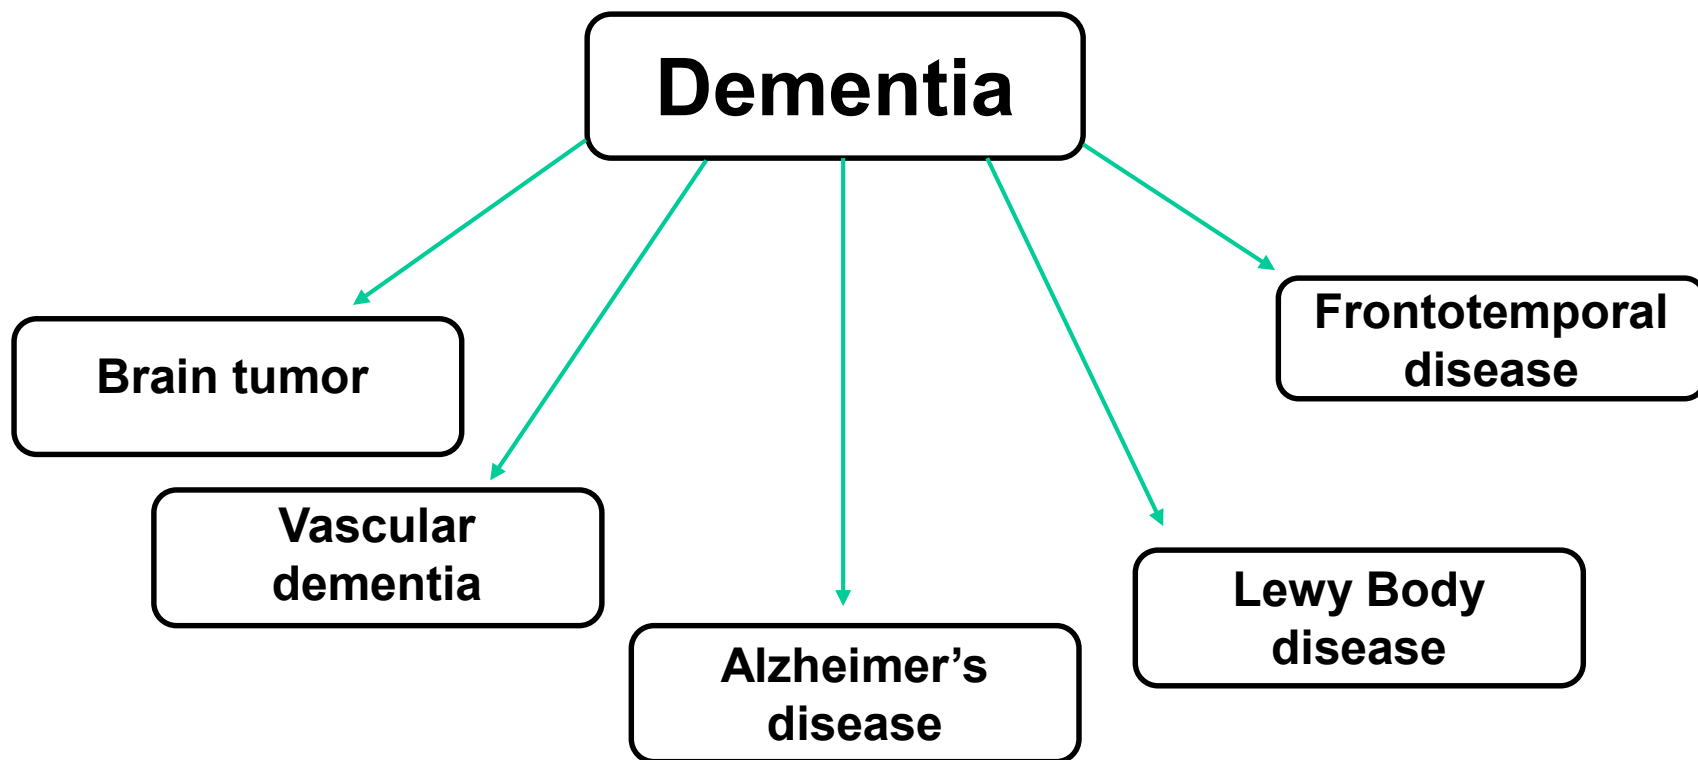 Dementia
Brain tumor
Vascular
dementia
Alzheimer’s
disease
Lewy Body
disease
Frontotemporal
disease